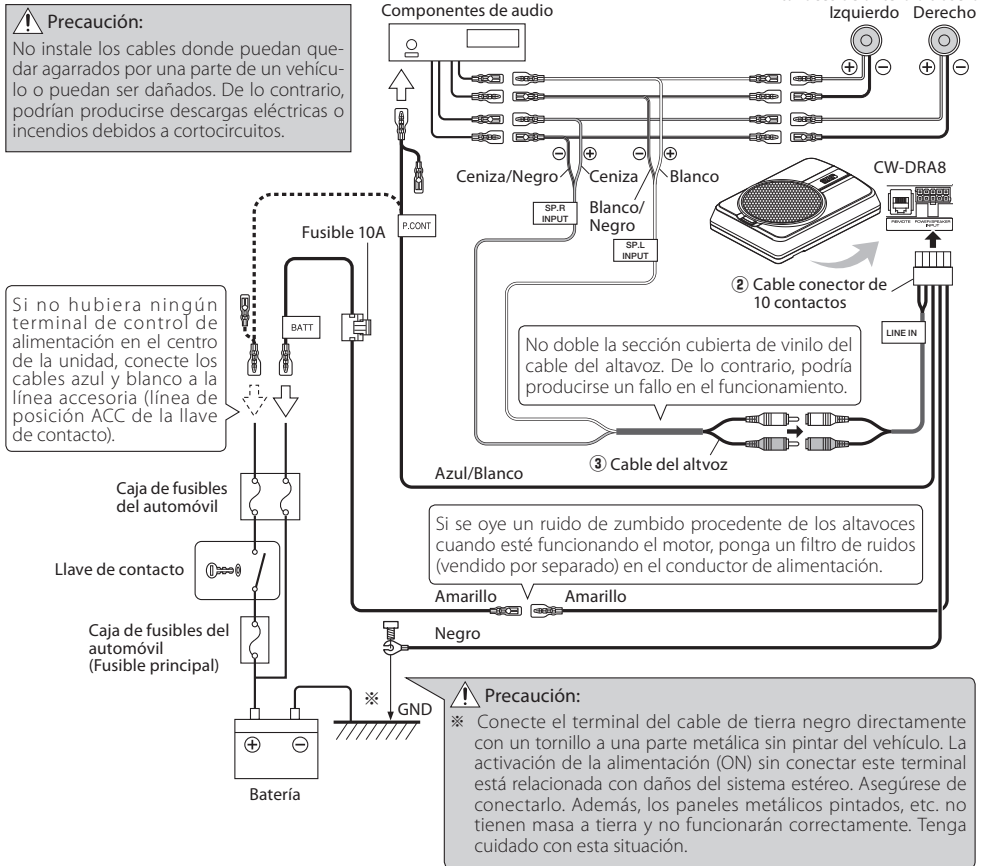 Componentes de audio
Izquierdo Derecho
Precaución:
No instale los cables donde puedan que-
dar agarrados por una parte de un vehícu-
lo o puedan ser dañados. De lo contrario,
podrían producirse descargas eléctricas o
incendios debidos a cortocircuitos.
Ceniza/Negro
Ceniza
Blanco
Blanco/
Negro
SP.R
INPUT
SP.L
INPUT
CW-DRA8
REMOTE POWER/SPEAKER
INPUT
P.CONT
Fusible 10A
② Cable conector de
10 contactos
LINE IN
BATT
Si no hubiera ningún
terminal de control de
alimentación en el centro
de la unidad, conecte los
cables azul y blanco a la
línea accesoria (línea de
posición ACC de la llave
de contacto).
No doble la sección cubierta de vinilo del
cable del altavoz. De lo contrario, podría
producirse un fallo en el funcionamiento.
③ Cable del altvoz
Azul/Blanco
Caja de fusibles
del automóvil
Si se oye un ruido de zumbido procedente de los altavoces
cuando esté funcionando el motor, ponga un filtro de ruidos
(vendido por separado) en el conductor de alimentación.
Llave de contacto
Amarillo
Amarillo
Negro
Caja de fusibles del
automóvil
(Fusible principal)
※
GND
Batería
Precaución:
※ Conecte el terminal del cable de tierra negro directamente
con un tornillo a una parte metálica sin pintar del vehículo. La
activación de la alimentación (ON) sin conectar este terminal
está relacionada con daños del sistema estéreo. Asegúrese de
conectarlo. Además, los paneles metálicos pintados, etc. no
tienen masa a tierra y no funcionarán correctamente. Tenga
cuidado con esta situación.